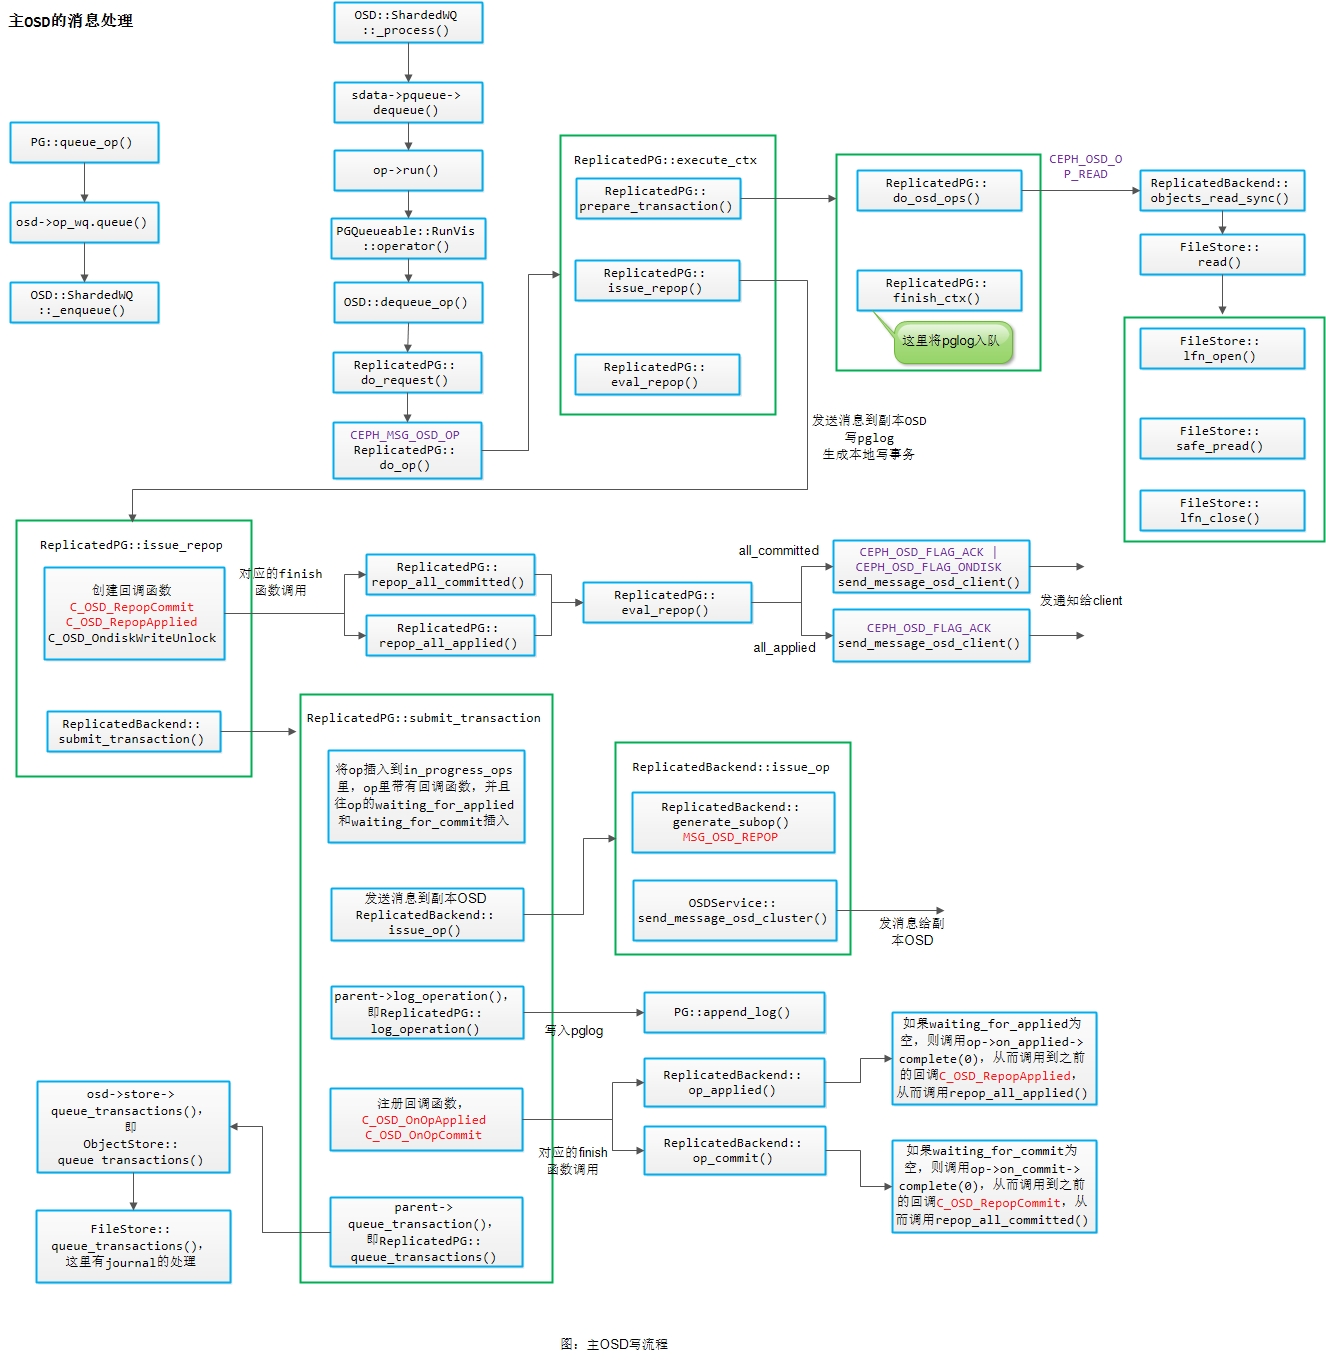 主OSD的消息处理
OSD::ShardedWQ
::_process()
sdata->pqueue->
dequeue()
op->run()
PGQueueable::RunVis
::operator()
OSD::dequeue_op()
ReplicatedPG::
do_request()
CEPH_MSG_OSD_OP
ReplicatedPG::
do_op()
PG::queue_op()
osd->op_wq.queue()
OSD::ShardedWQ
::_enqueue()
ReplicatedPG::execute_ctx
ReplicatedPG::
prepare_transaction()
ReplicatedPG::
issue_repop()
ReplicatedPG::
eval_repop()
ReplicatedPG::
do_osd_ops()
ReplicatedPG::
finish_ctx()
这里将pglog入队
CEPH_OSD_O
P_READ
ReplicatedBackend::
objects_read_sync()
FileStore::
read()
FileStore::
lfn_open()
FileStore::
safe_pread()
FileStore::
lfn_close()
发送消息到副本OSD
写pglog
生成本地写事务
ReplicatedPG::issue_repop
创建回调函数
C_OSD_RepopCommit
C_OSD_RepopApplied
C_OSD_OndiskWriteUnlock
ReplicatedBackend::
submit_transaction()
对应的finish
函数调用
ReplicatedPG::
repop_all_committed()
ReplicatedPG::
repop_all_applied()
ReplicatedPG::
eval_repop()
all_committed
all_applied
CEPH_OSD_FLAG_ACK |
CEPH_OSD_FLAG_ONDISK
send_message_osd_client()
CEPH_OSD_FLAG_ACK
send_message_osd_client()
发通知给client
ReplicatedPG::submit_transaction
将op插入到in_progress_ops
里，op里带有回调函数，并且
往op的waiting_for_applied
和waiting_for_commit插入
发送消息到副本OSD
ReplicatedBackend::
issue_op()
parent->log_operation(),
即ReplicatedPG::
log_operation()
注册回调函数，
C_OSD_OnOpApplied
C_OSD_OnOpCommit
parent->
queue_transaction(),
即ReplicatedPG::
queue_transactions()
ReplicatedBackend::issue_op
ReplicatedBackend::
generate_subop()
MSG_OSD_REPOP
OSDService::
send_message_osd_cluster()
发消息给副
本OSD
写入pglog
PG::append_log()
对应的finish
函数调用
ReplicatedBackend::
op_applied()
ReplicatedBackend::
op_commit()
如果waiting_for_applied为
空，则调用op->on_applied->
complete(0)，从而调用到之前
的回调C_OSD_RepopApplied，
从而调用repop_all_applied()
如果waiting_for_commit为
空，则调用op->on_commit->
complete(0)，从而调用到之前
的回调C_OSD_RepopCommit，从
而调用repop_all_committed()
osd->store->
queue_transactions(),
即
ObjectStore::
queue transactions()
FileStore::
queue_transactions(),
这里有journal的处理
图：主OSD写流程